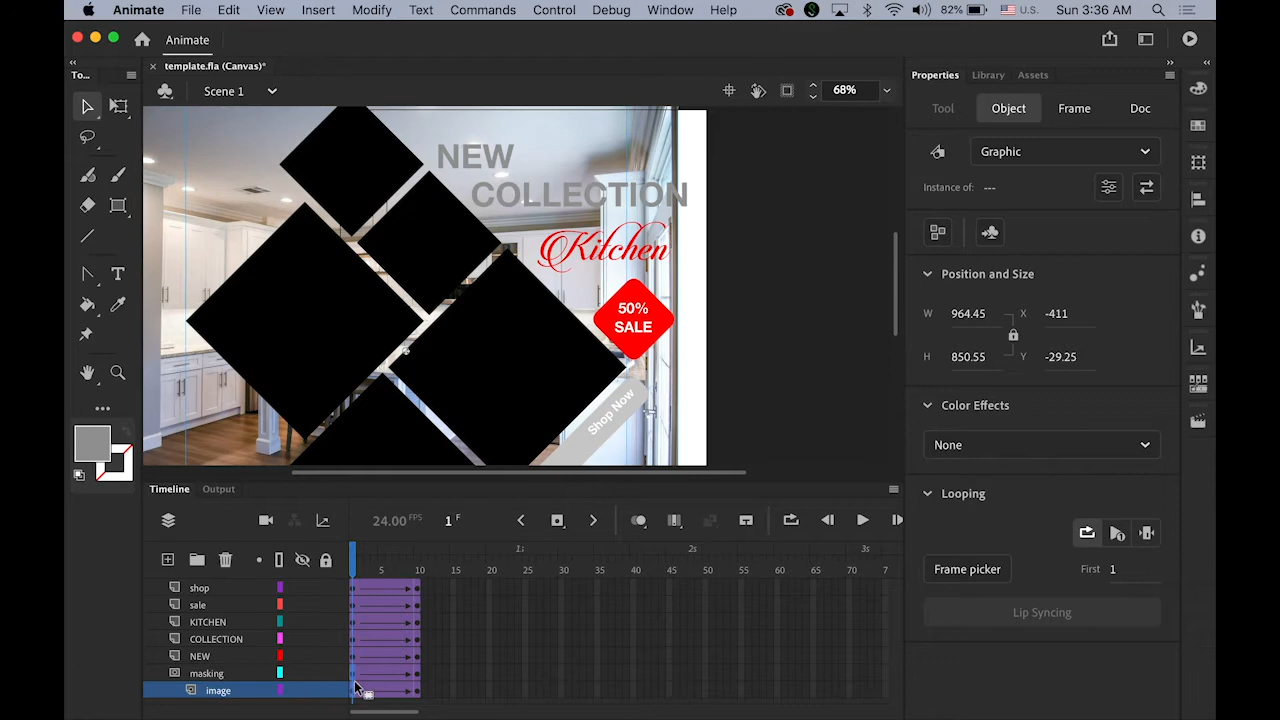 Animate File Edit View Insert Modify Text Commands Control Debug Window Help 82% U.S. Sun 3:36 AM
Animate
To...
template.fla (Canvas)*
Scene 1
68%
Properties Library Assets
Tool Object Frame Doc
Graphic
Instance of: ---
Position and Size
W 964.45 X -411
H 850.55 Y -29.25
Color Effects
None
Looping
Frame picker First 1
Lip Syncing
NEW
COLLECTION
Kitchen
50%
SALE
Shop Now
Timeline Output
24.00 FPS 1 F
1s 2s 3s
5 10 15 20 25 30 35 40 45 50 55 60 65 70 7
shop
sale
KITCHEN
COLLECTION
NEW
masking
image